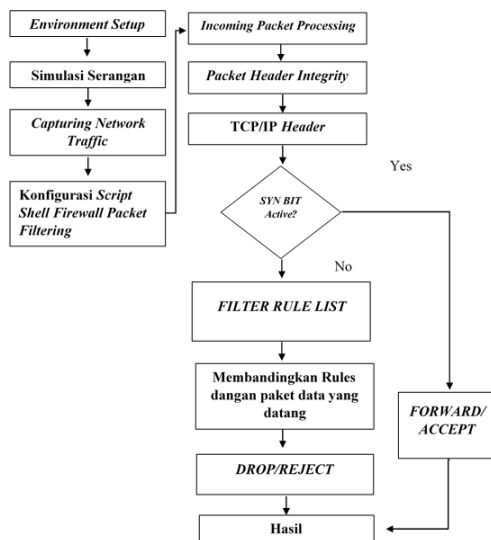 Environment Setup
Simulasi Serangan
Capturing Network
Traffic
Konfigurasi Script
Shell Firewall Packet
Filtering
Incoming Packet Processing
Packet Header Integrity
TCP/IP Header
SYN BIT
Active?
Yes
No
FILTER RULE LIST
Membandingkan Rules
dangan paket data yang
datang
FORWARD/
ACCEPT
DROP/REJECT
Hasil